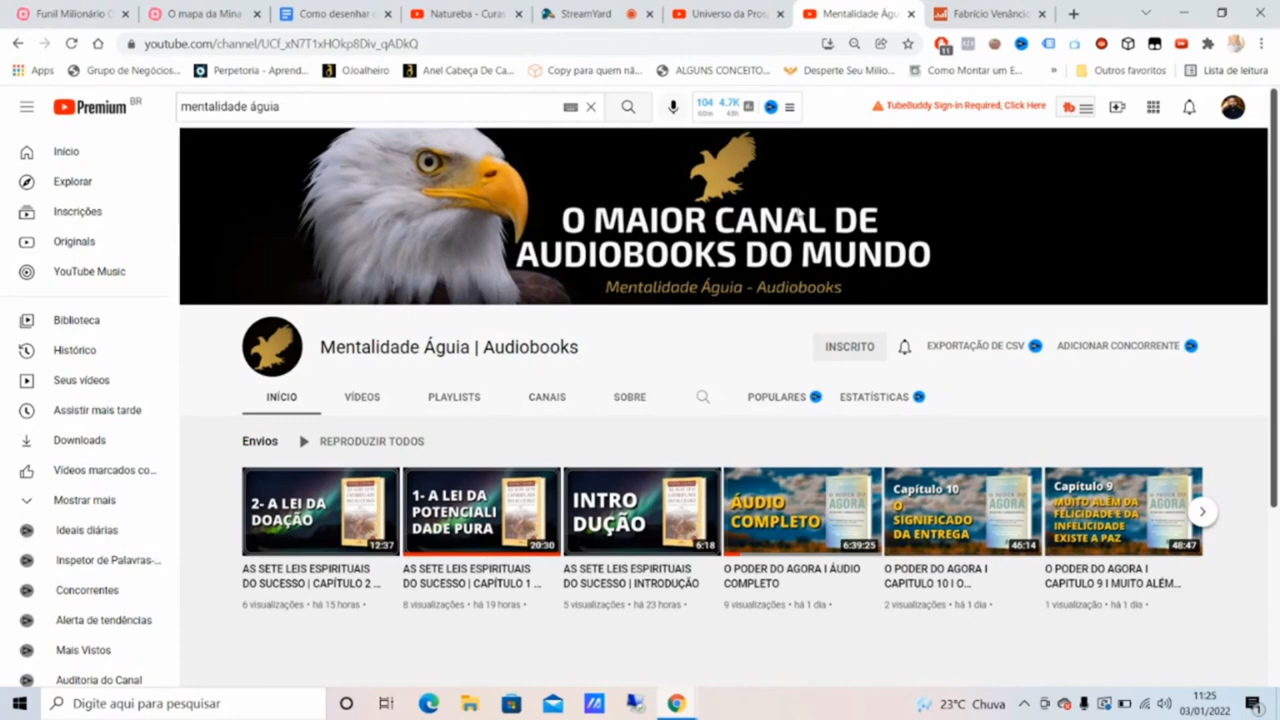 Funil Milionário O
O mapa da Mina
Como desenhar
Natureba - Curas
StreamYard
Universo da Pros
Mentalidade Águ
Fabrício Venânci
youtube.com/channel/UCf_xN7T1xHOkp8Div_qADkQ
11
Apps
Grupo de Negócios...
Perpetoria - Apren...
OJoalheiro
Anel Cabeça De Ca...
Copy para quem nã...
ALGUNS CONCEITO...
Desperte Seu Milio...
Como Montar um E...
»
Outros favoritos
Lista de leitura
Premium BR
mentalidade águia
104 4.7K
60m 48h
TubeBuddy Sign-in Required, Click Here
tb
Início
Explorar
Inscrições
Originals
YouTube Music
Biblioteca
Histórico
Seus vídeos
Assistir mais tarde
Downloads
Vídeos marcados co...
Mostrar mais
Ideais diárias
Inspetor de Palavras-...
Concorrentes
Alerta de tendências
Mais Vistos
Auditoria do Canal
O MAIOR CANAL DE
AUDIOBOOKS DO MUNDO
Mentalidade Águia - Audiobooks
Mentalidade Águia | Audiobooks
INSCRITO
EXPORTAÇÃO DE CSV
ADICIONAR CONCORRENTE
INÍCIO
VÍDEOS
PLAYLISTS
CANAIS
SOBRE
POPULARES
ESTATÍSTICAS
Envios
REPRODUZIR TODOS
2- A LEI DA
DOAÇÃO
12:37
AS SETE LEIS ESPIRITUAIS
DO SUCESSO | CAPÍTULO 2 ...
6 visualizações • há 15 horas •
1- A LEI DA
POTENCIALI
DADE PURA
20:30
AS SETE LEIS ESPIRITUAIS
DO SUCESSO | CAPÍTULO 1 ...
8 visualizações • há 19 horas •
INTRO
DUÇÃO
6:18
AS SETE LEIS ESPIRITUAIS
DO SUCESSO | INTRODUÇÃO
5 visualizações • há 23 horas •
ÁUDIO
COMPLETO
AGORA
6:39:25
O PODER DO AGORA I ÁUDIO
COMPLETO
9 visualizações • há 1 dia •
Capítulo 10
O
SIGNIFICADO
DA ENTREGA
AGORA
46:14
O PODER DO AGORA I
CAPITULO 10 I O...
2 visualizações • há 1 dia •
Capítulo 9
MUITO ALÉM DA
FELICIDADE E DA
INFELICIDADE
EXISTE A PAZ
AGORA
48:47
O PODER DO AGORA I
CAPITULO 9 I MUITO ALÉM...
1 visualização • há 1 dia •
Digite aqui para pesquisar
23°C Chuva
11:25
03/01/2022
1